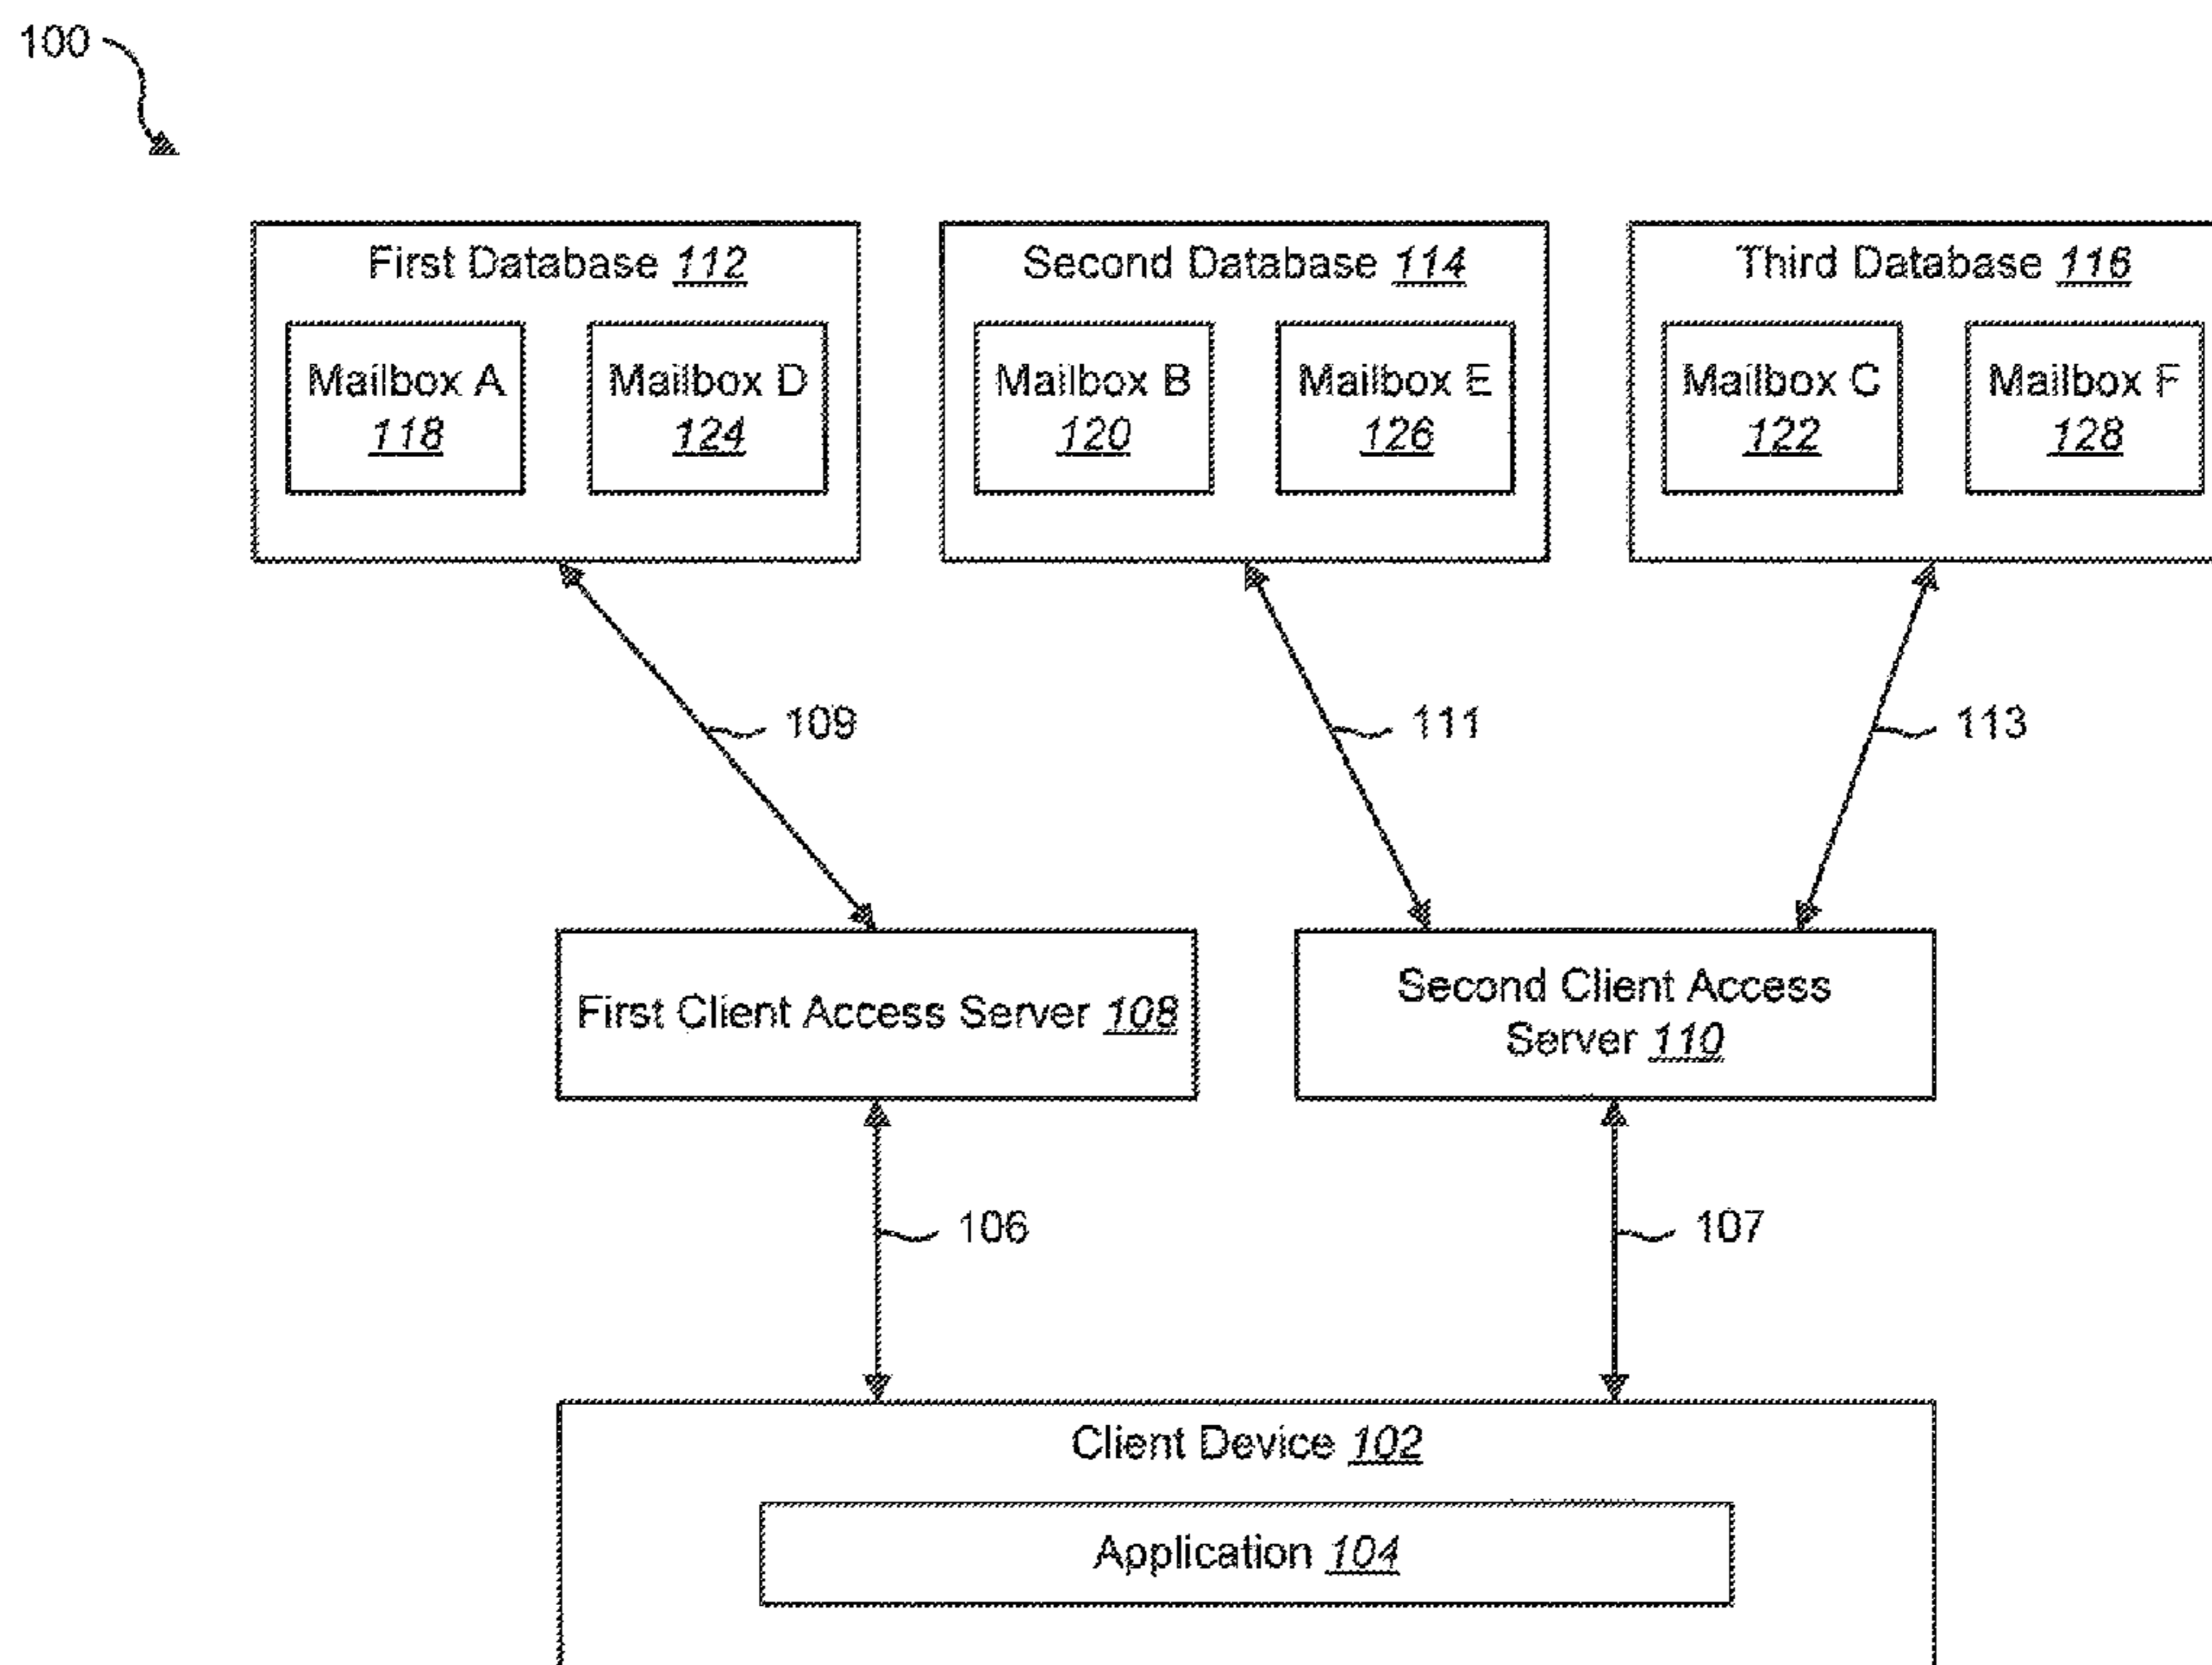 100
First Database 112
Second Database 114
Third Database 116
Mailbox A
118
Mailbox D
124
Mailbox B
120
Mailbox E
126
Mailbox C
122
Mailbox F
128
109
111
113
First Client Access Server 108
Second Client Access
Server 110
106
107
Client Device 102
Application 104